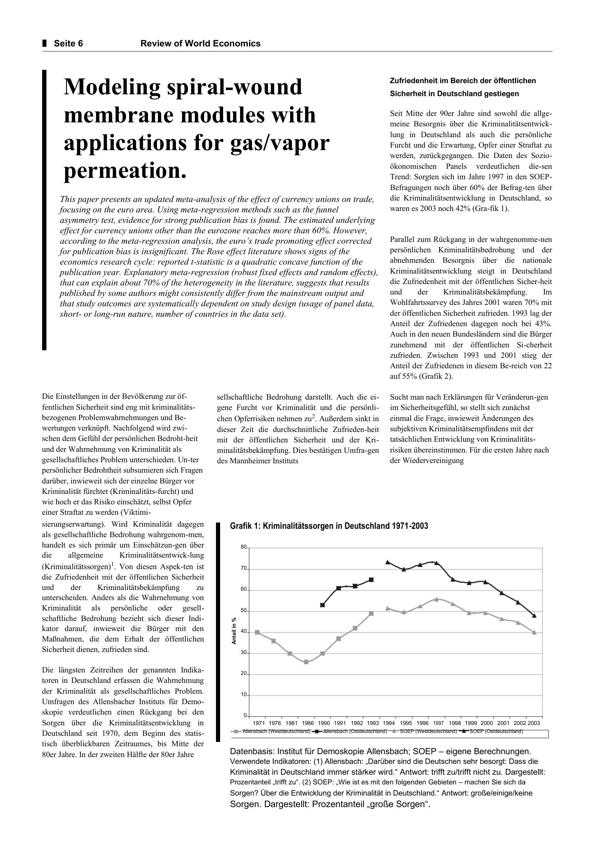 Seite 6 Review of World Economics
Modeling spiral-wound
membrane modules with
applications for gas/vapor
permeation.
This paper presents an updated meta-analysis of the effect of currency unions on trade,
focusing on the euro area. Using meta-regression methods such as the funnel
asymmetry test, evidence for strong publication bias is found. The estimated underlying
effect for currency unions other than the eurozone reaches more than 60%. However,
according to the meta-regression analysis, the euro's trade promoting effect corrected
for publication bias is insignificant. The Rose effect literature shows signs of the
economics research cycle: reported t-statistic is a quadratic concave function of the
publication year. Explanatory meta-regression (robust fixed effects and random effects),
that can explain about 70% of the heterogeneity in the literature, suggests that results
published by some authors might consistently differ from the mainstream output and
that study outcomes are systematically dependent on study design (usage of panel data,
short- or long-run nature, number of countries in the data set).
Zufriedenheit im Bereich der öffentlichen
Sicherheit in Deutschland gestiegen
Seit Mitte der 90er Jahre sind sowohl die allge-
meine Besorgnis über die Kriminalitätsentwick-
lung in Deutschland als auch die persönliche
Furcht und die Erwartung, Opfer einer Straftat zu
werden, zurückgegangen. Die Daten des Sozio-
ökonomischen Panels verdeutlichen die-sen
Trend: Sorgten sich im Jahre 1997 in den SOEP-
Befragungen noch über 60% der Befrag-ten über
die Kriminalitätsentwicklung in Deutschland, so
waren es 2003 noch 42% (Gra-fik 1).
Parallel zum Rückgang in der wahrgenomme-nen
persönlichen Kriminalitätsbedrohung und der
abnehmenden Besorgnis über die nationale
Kriminalitätsentwicklung steigt in Deutschland
die Zufriedenheit mit der öffentlichen Sicher-heit
und der Kriminalitätsbekämpfung. Im
Wohlfahrtssurvey des Jahres 2001 waren 70% mit
der öffentlichen Sicherheit zufrieden. 1993 lag der
Anteil der Zufriedenen dagegen noch bei 43%.
Auch in den neuen Bundesländern sind die Bürger
zunehmend mit der öffentlichen Si-cherheit
zufrieden. Zwischen 1993 und 2001 stieg der
Anteil der Zufriedenen in diesem Be-reich von 22
auf 55% (Grafik 2).
Die Einstellungen in der Bevölkerung zur öf-
fentlichen Sicherheit sind eng mit kriminalitäts-
bezogenen Problemwahrnehmungen und Be-
wertungen verknüpft. Nachfolgend wird zwi-
schen dem Gefühl der persönlichen Bedroht-heit
und der Wahrnehmung von Kriminalität als
gesellschaftliches Problem unterschieden. Un-ter
persönlicher Bedrohtheit subsumieren sich Fragen
darüber, inwieweit sich der einzelne Bürger vor
Kriminalität fürchtet (Kriminalitäts-furcht) und
wie hoch er das Risiko einschätzt, selbst Opfer
einer Straftat zu werden (Viktimi-
sierungserwartung). Wird Kriminalität dagegen
als gesellschaftliche Bedrohung wahrgenom-men,
handelt es sich primär um Einschätzun-gen über
die allgemeine Kriminalitätsentwick-lung
(Kriminalitätssorgen)1. Von diesen Aspek-ten ist
die Zufriedenheit mit der öffentlichen Sicherheit
und der Kriminalitätsbekämpfung zu
unterscheiden. Anders als die Wahrnehmung von
Kriminalität als persönliche oder gesell-
schaftliche Bedrohung bezieht sich dieser Indi-
kator darauf, inwieweit die Bürger mit den
Maßnahmen, die dem Erhalt der öffentlichen
Sicherheit dienen, zufrieden sind.
Die längsten Zeitreihen der genannten Indika-
toren in Deutschland erfassen die Wahrnehmung
der Kriminalität als gesellschaftliches Problem.
Umfragen des Allensbacher Instituts für Demo-
skopie verdeutlichen einen Rückgang bei den
Sorgen über die Kriminalitätsentwicklung in
Deutschland seit 1970, dem Beginn des statis-
tisch überblickbaren Zeitraumes, bis Mitte der
80er Jahre. In der zweiten Hälfte der 80er Jahre
sellschaftliche Bedrohung darstellt. Auch die ei-
gene Furcht vor Kriminalität und die persönli-
chen Opferrisiken nehmen zu2. Außerdem sinkt in
dieser Zeit die durchschnittliche Zufrieden-heit
mit der öffentlichen Sicherheit und der Kri-
minalitätsbekämpfung. Dies bestätigen Umfra-gen
des Mannheimer Instituts
Sucht man nach Erklärungen für Veränderun-gen
im Sicherheitsgefühl, so stellt sich zunächst
einmal die Frage, inwieweit Änderungen des
subjektiven Kriminalitätsempfindens mit der
tatsächlichen Entwicklung von Kriminalitäts-
risiken übereinstimmen. Für die ersten Jahre nach
der Wiedervereinigung
Grafik 1: Kriminalitätssorgen in Deutschland 1971-2003
Anteil in %
80
70
60
50
40
30
20
10
0
1971 1976 1981 1986 1990 1991 1992 1993 1994 1995 1996 1997 1998 1999 2000 2001 2002 2003
Allensbach (Westdeutschland) Allensbach (Ostdeutschland) SOEP (Westdeutschland) SOEP (Ostdeutschland)
Datenbasis: Institut für Demoskopie Allensbach; SOEP – eigene Berechnungen.
Verwendete Indikatoren: (1) Allensbach: „Darüber sind die Deutschen sehr besorgt: Dass die
Kriminalität in Deutschland immer stärker wird.“ Antwort: trifft zu/trifft nicht zu. Dargestellt:
Prozentanteil „trifft zu“. (2) SOEP: „Wie ist es mit den folgenden Gebieten – machen Sie sich da
Sorgen? Über die Entwicklung der Kriminalität in Deutschland.“ Antwort: große/einige/keine
Sorgen. Dargestellt: Prozentanteil „große Sorgen“.